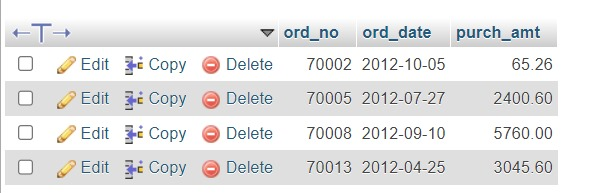 ord_no ord_date purch_amt
Edit Copy Delete 70002 2012-10-05 65.26
Edit Copy Delete 70005 2012-07-27 2400.60
Edit Copy Delete 70008 2012-09-10 5760.00
Edit Copy Delete 70013 2012-04-25 3045.60